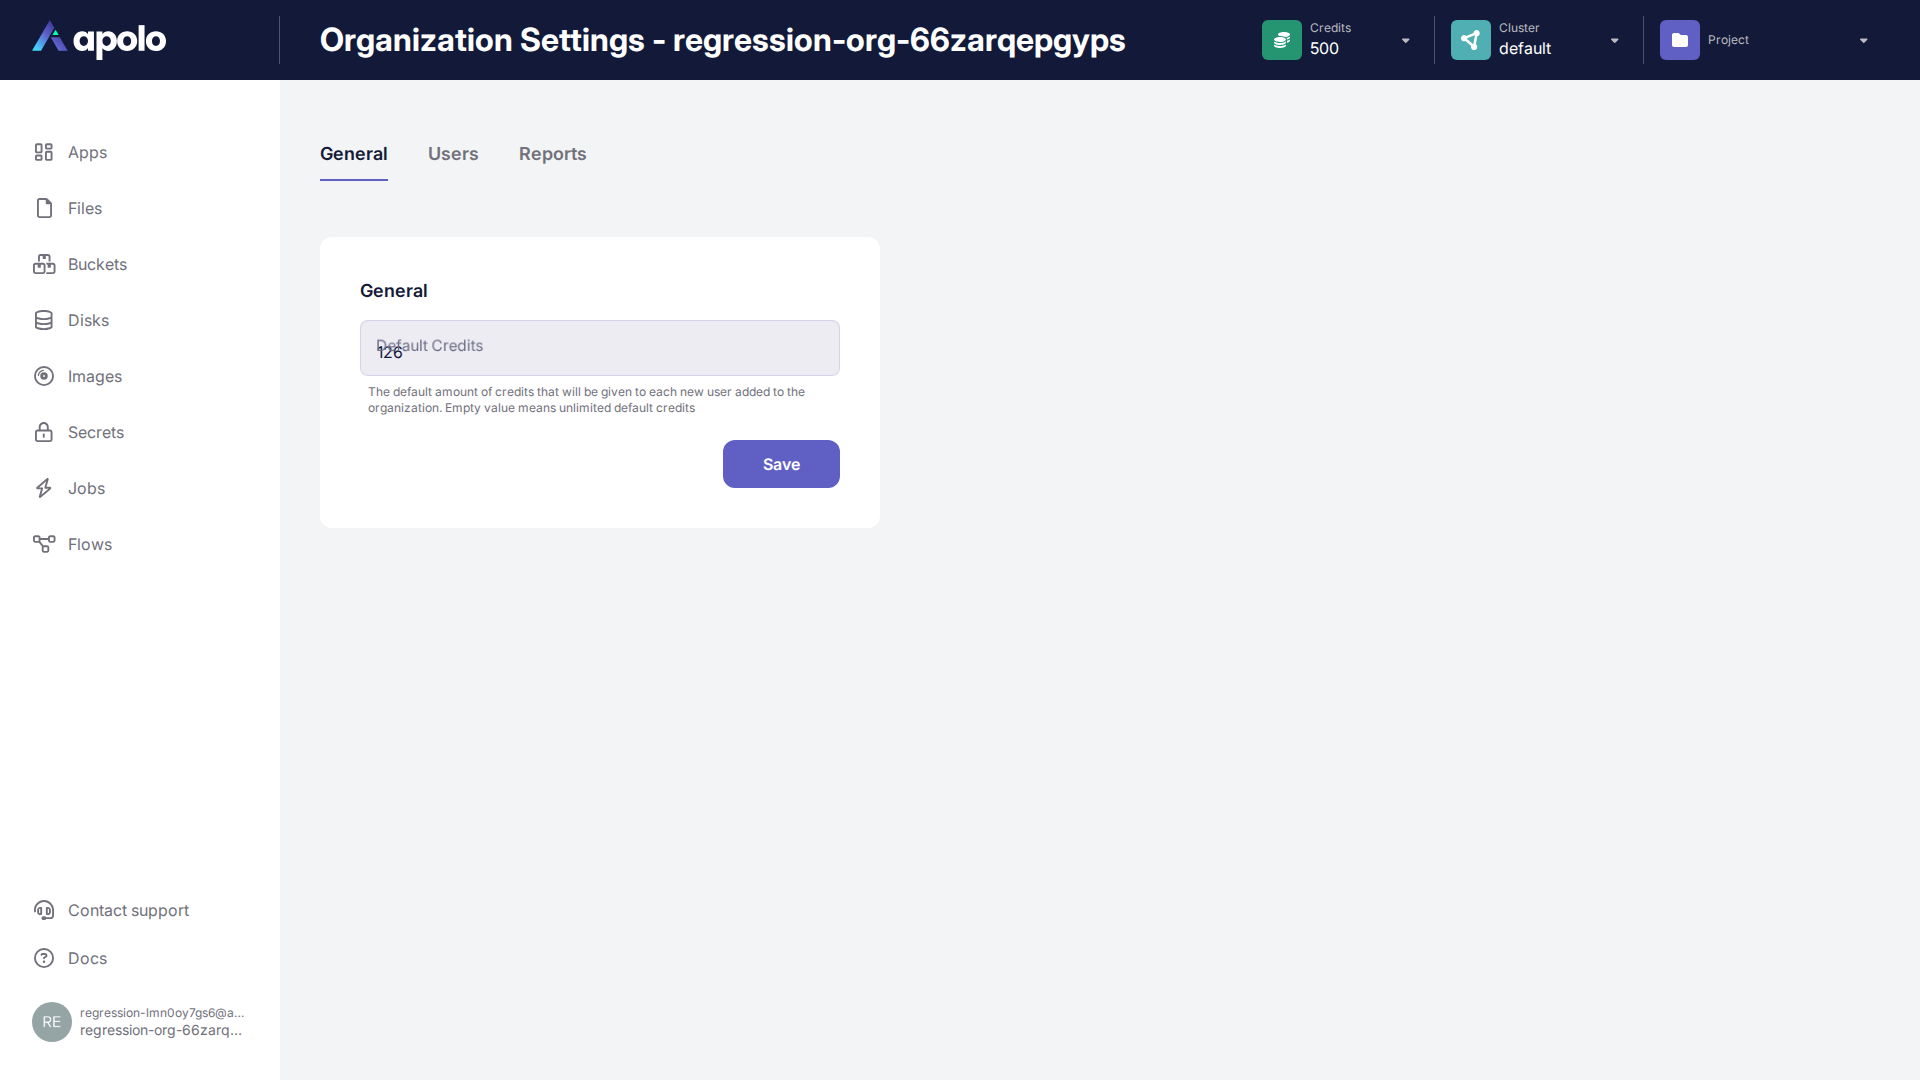 apolo
Organization Settings - regression-org-66zarqepgyps
Credits
500
Cluster
default
Project
Apps
Files
Buckets
Disks
Images
Secrets
Jobs
Flows
General
Users
Reports
General
Default Credits
126
The default amount of credits that will be given to each new user added to the
organization. Empty value means unlimited default credits
Save
Contact support
Docs
RE
regression-lmn0oy7gs6@a...
regression-org-66zarq...